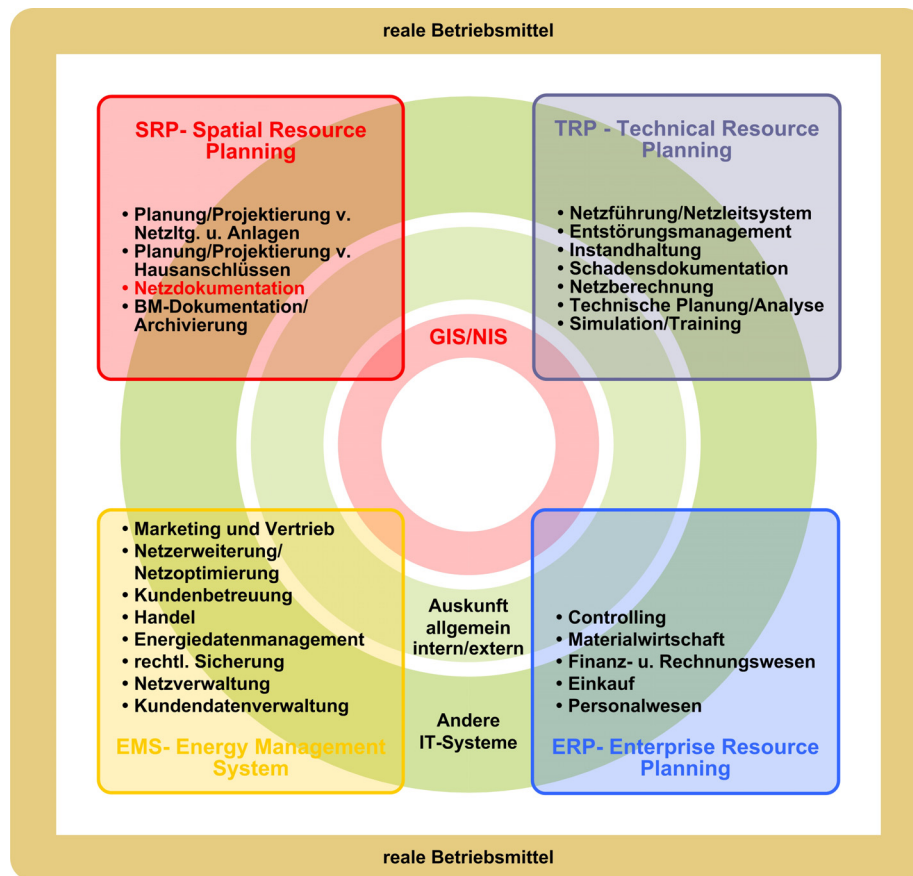 reale Betriebsmittel
SRP- Spatial Resource
Planning
• Planung/Projektierung v.
Netzltg. u. Anlagen
• Planung/Projektierung v.
Hausanschlüssen
• Netzdokumentation
• BM-Dokumentation/
Archivierung
TRP - Technical Resource
Planning
• Netzführung/Netzleitsystem
• Entstörungsmanagement
• Instandhaltung
• Schadensdokumentation
• Netzberechnung
• Technische Planung/Analyse
• Simulation/Training
GIS/NIS
• Marketing und Vertrieb
• Netzerweiterung/
Netzoptimierung
• Kundenbetreuung
• Handel
• Energiedatenmanagement
• rechtl. Sicherung
• Netzverwaltung
• Kundendatenverwaltung
EMS- Energy Management
System
Auskunft
allgemein
intern/extern
Andere
IT-Systeme
• Controlling
• Materialwirtschaft
• Finanz- u. Rechnungswesen
• Einkauf
• Personalwesen
ERP- Enterprise Resource
Planning
reale Betriebsmittel